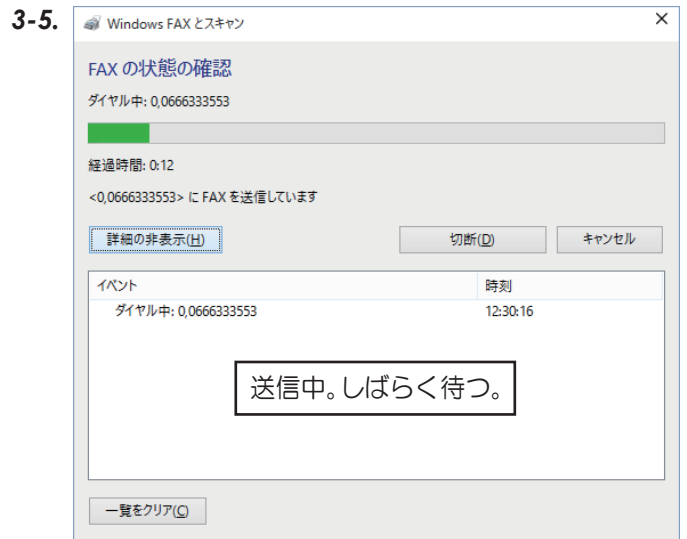 3-5.
Windows FAX とスキャン
FAX の状態の確認
ダイヤル中: 0,0666333553
経過時間: 0:12
<0,0666333553> に FAX を送信しています
詳細の非表示(H) 切断(D) キャンセル
イベント 時刻
ダイヤル中: 0,0666333553 12:30:16
送信中。しばらく待つ。
一覧をクリア(C)